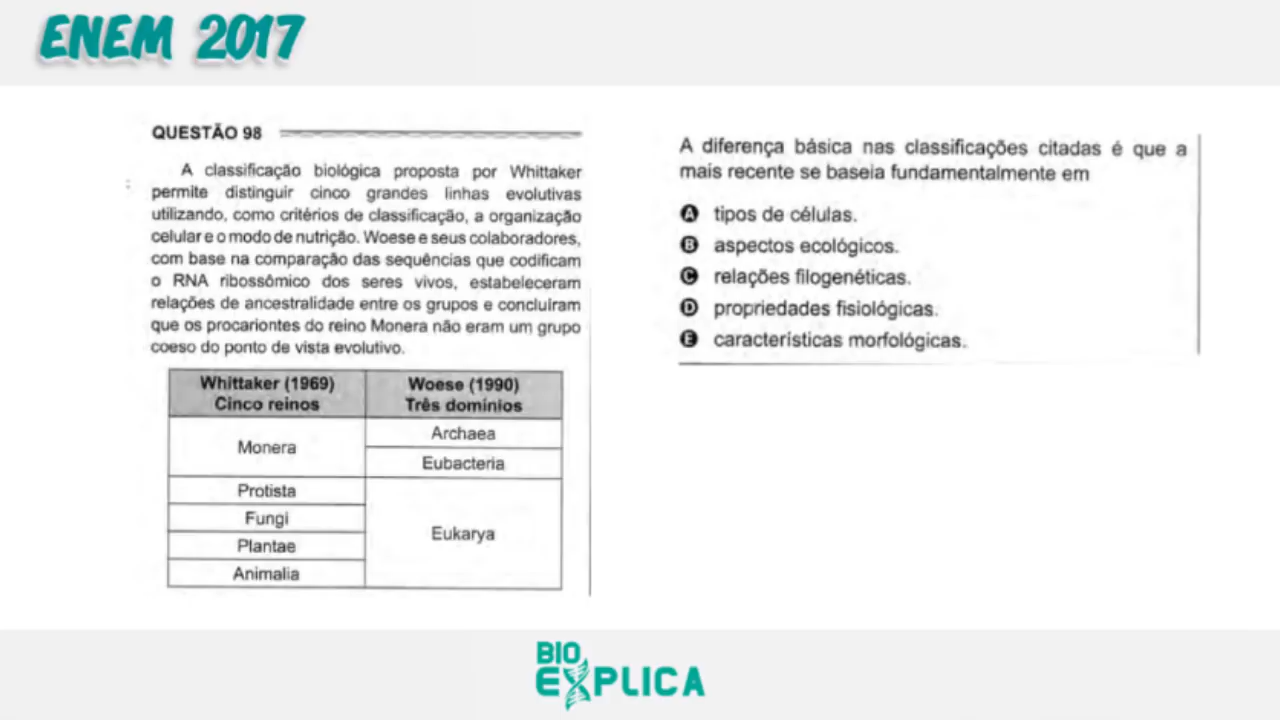 ENEM 2017
QUESTÃO 98
A classificação biológica proposta por Whittaker
permite distinguir cinco grandes linhas evolutivas
utilizando, como critérios de classificação, a organização
celular e o modo de nutrição. Woese e seus colaboradores,
com base na comparação das sequências que codificam
o RNA ribossômico dos seres vivos, estabeleceram
relações de ancestralidade entre os grupos e concluíram
que os procariontes do reino Monera não eram um grupo
coeso do ponto de vista evolutivo.
Whittaker (1969)
Cinco reinos
Woese (1990)
Três domínios
Monera
Archaea
Eubacteria
Protista
Fungi
Plantae
Animalia
Eukarya
A diferença básica nas classificações citadas é que a
mais recente se baseia fundamentalmente em
A tipos de células.
B aspectos ecológicos.
C relações filogenéticas.
D propriedades fisiológicas.
E características morfológicas.
BIO
EXPLICA